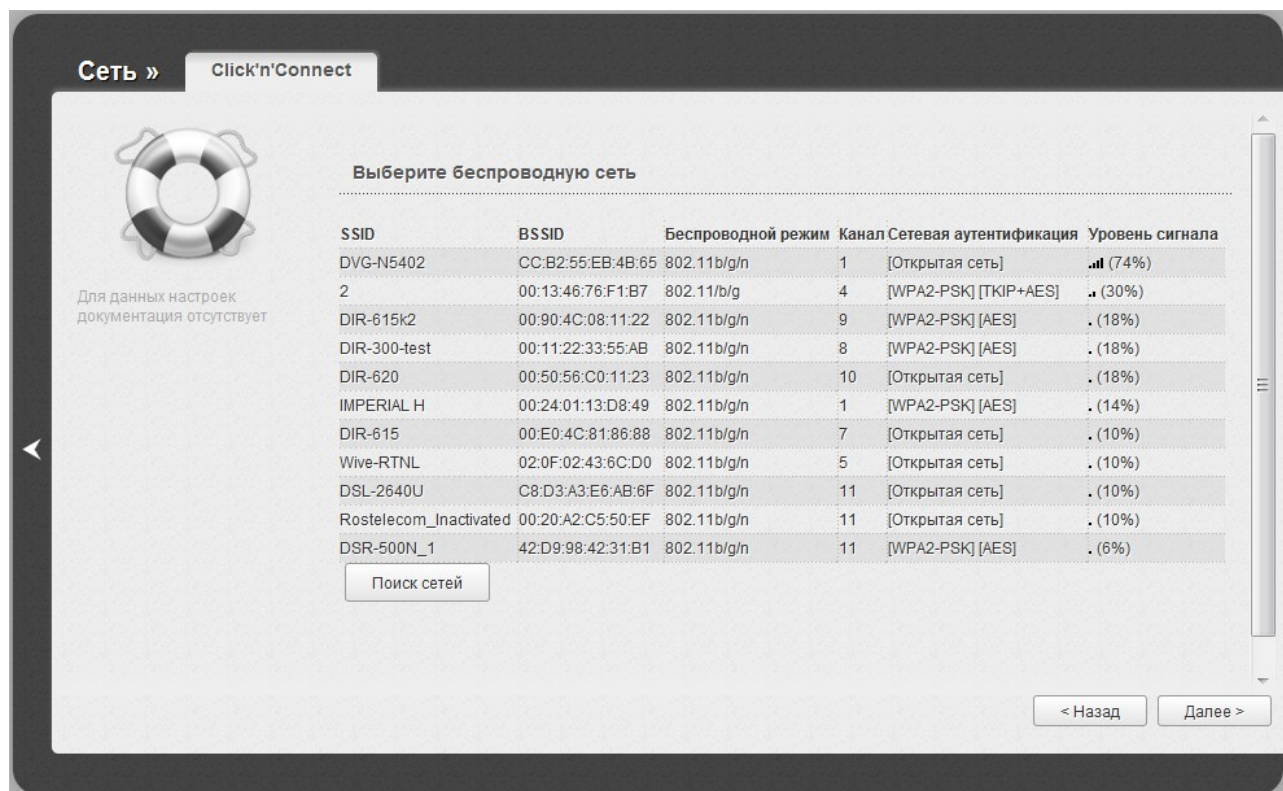 Сеть »
Click'n'Connect
Для данных настроек
документация отсутствует
Выберите беспроводную сеть
SSID BSSID Беспроводной режим Канал Сетевая аутентификация Уровень сигнала
DVG-N5402 CC:B2:55:EB:4B:65 802.11b/g/n 1 [Открытая сеть] (74%)
2 00:13:46:76:F1:B7 802.11/b/g 4 [WPA2-PSK] [TKIP+AES] (30%)
DIR-615k2 00:90:4C:08:11:22 802.11b/g/n 9 [WPA2-PSK] [AES] (18%)
DIR-300-test 00:11:22:33:55:AB 802.11b/g/n 8 [WPA2-PSK] [AES] (18%)
DIR-620 00:50:56:C0:11:23 802.11b/g/n 10 [Открытая сеть] (18%)
IMPERIAL H 00:24:01:13:D8:49 802.11b/g/n 1 [WPA2-PSK] [AES] (14%)
DIR-615 00:E0:4C:81:86:88 802.11b/g/n 7 [Открытая сеть] (10%)
Wive-RTNL 02:0F:02:43:6C:D0 802.11b/g/n 5 [Открытая сеть] (10%)
DSL-2640U C8:D3:A3:E6:AB:6F 802.11b/g/n 11 [Открытая сеть] (10%)
Rostelecom_Inactivated 00:20:A2:C5:50:EF 802.11b/g/n 11 [Открытая сеть] (10%)
DSR-500N_1 42:D9:98:42:31:B1 802.11b/g/n 11 [WPA2-PSK] [AES] (6%)
Поиск сетей
< Назад
Далее >